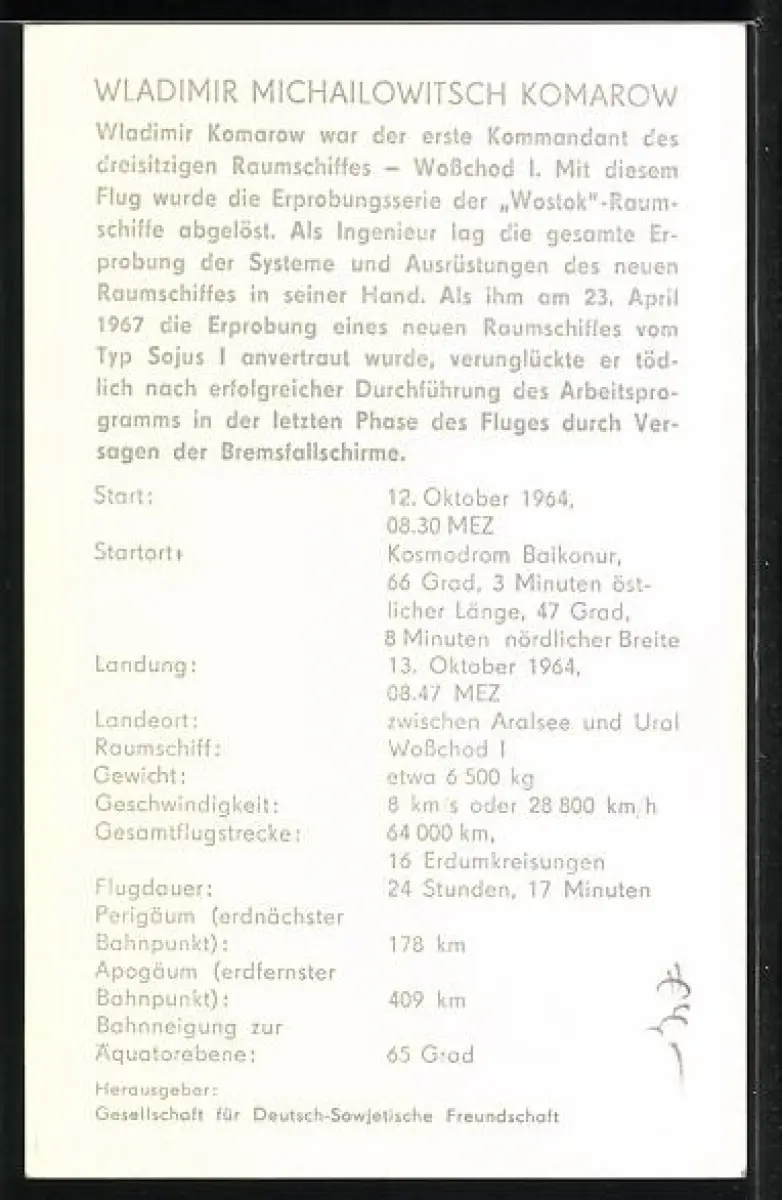 WLADIMIR MICHAILOWITSCH KOMAROW
Wladimir Komarow war der erste Kommandant des
dreisitzigen Raumschiffes – Woßchod I. Mit diesem
Flug wurde die Erprobungsserie der „Wostok"-Raum-
schiffe abgelöst. Als Ingenieur lag die gesamte Er-
probung der Systeme und Ausrüstungen des neuen
Raumschiffes in seiner Hand. Als ihm am 23. April
1967 die Erprobung eines neuen Raumschiffes vom
Typ Sojus I anvertraut wurde, verunglückte er töd-
lich nach erfolgreicher Durchführung des Arbeitspro-
gramms in der letzten Phase des Fluges durch Ver-
sagen der Bremsfallschirme.
Start: 12. Oktober 1964,
08.30 MEZ
Startort: Kosmodrom Baikonur,
66 Grad, 3 Minuten öst-
licher Länge, 47 Grad,
8 Minuten nördlicher Breite
Landung: 13. Oktober 1964,
08.47 MEZ
Landeort: zwischen Aralsee und Ural
Raumschiff: Woßchod I
Gewicht: etwa 6 500 kg
Geschwindigkeit: 8 km/s oder 28 800 km/h
Gesamtflugstrecke: 64 000 km,
16 Erdumkreisungen
Flugdauer: 24 Stunden, 17 Minuten
Perigäum (erdnächster
Bahnpunkt): 178 km
Apogäum (erdfernster
Bahnpunkt): 409 km
Bahnneigung zur
Äquatorebene: 65 Grad
Herausgeber:
Gesellschaft für Deutsch-Sowjetische Freundschaft